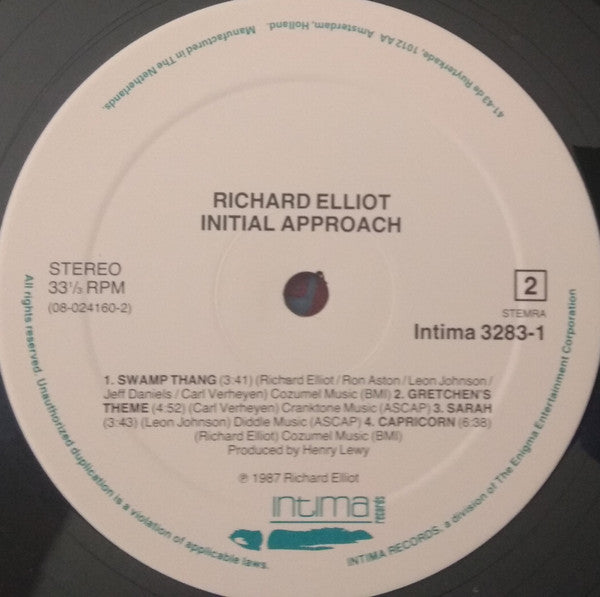 41-43 de Ruyterkade, 1012 AA Amsterdam, Holland. Manufactured in The Netherlands.
RICHARD ELLIOT
INITIAL APPROACH
STEREO
33⅓ RPM
(08-024160-2)
2
STEMRA
Intima 3283-1
1. SWAMP THANG (3:41) (Richard Elliot / Ron Aston / Leon Johnson /
Jeff Daniels / Carl Verheyen) Cozumel Music (BMI) 2. GRETCHEN'S
THEME (4:52) (Carl Verheyen) Cranktone Music (ASCAP) 3. SARAH
(3:43) (Leon Johnson) Diddle Music (ASCAP) 4. CAPRICORN (6:38)
(Richard Elliot) Cozumel Music (BMI)
Produced by Henry Lewy
℗ 1987 Richard Elliot
intima records
All rights reserved. Unauthorized duplication is a violation of applicable laws.
INTIMA RECORDS, a division of The Enigma Entertainment Corporation